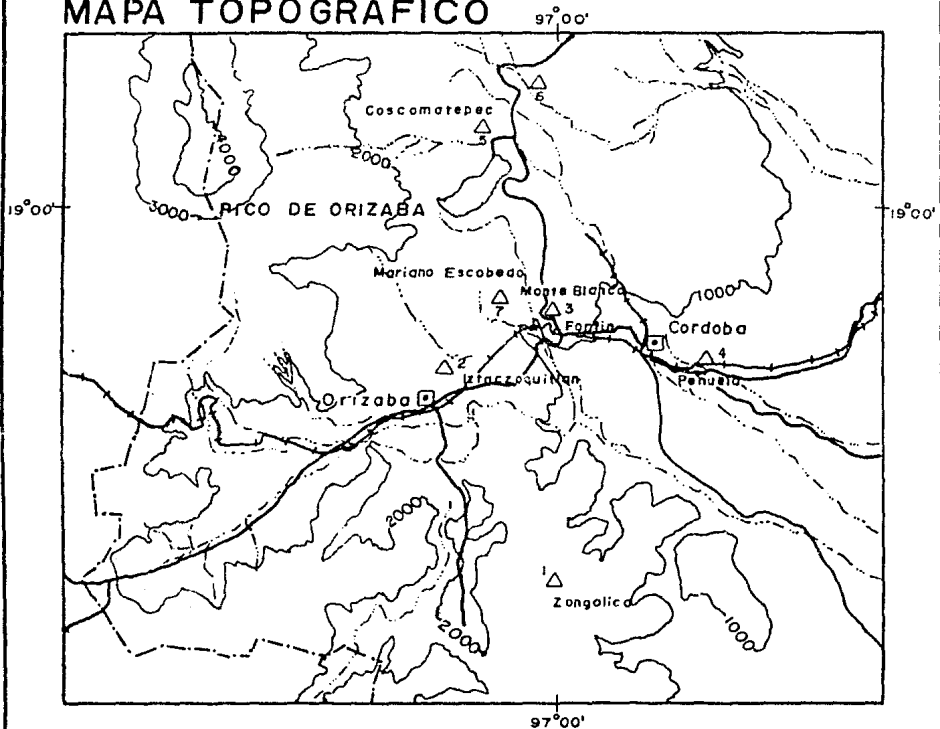 MAPA TOPOGRAFICO
97°00'
6
Coscomatepec
5
4000
2000
19°00'
3000
PICO DE ORIZABA
19°00'
Mariano Escobedo
7
Monte Blanco
3
1000
Fortin
Cordoba
4
2
Iztaczoquitlan
Peñuela
Orizaba
2000
1
Zongolica
2000
1000
97°00'